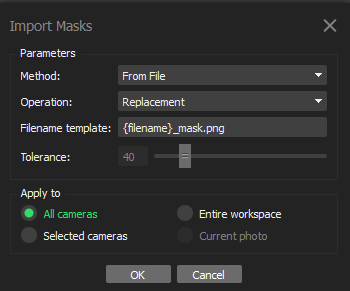 Import Masks
Parameters
Method: From File
Operation: Replacement
Filename template: {filename}_mask.png
Tolerance: 40
Apply to
All cameras Entire workspace
Selected cameras Current photo
OK Cancel